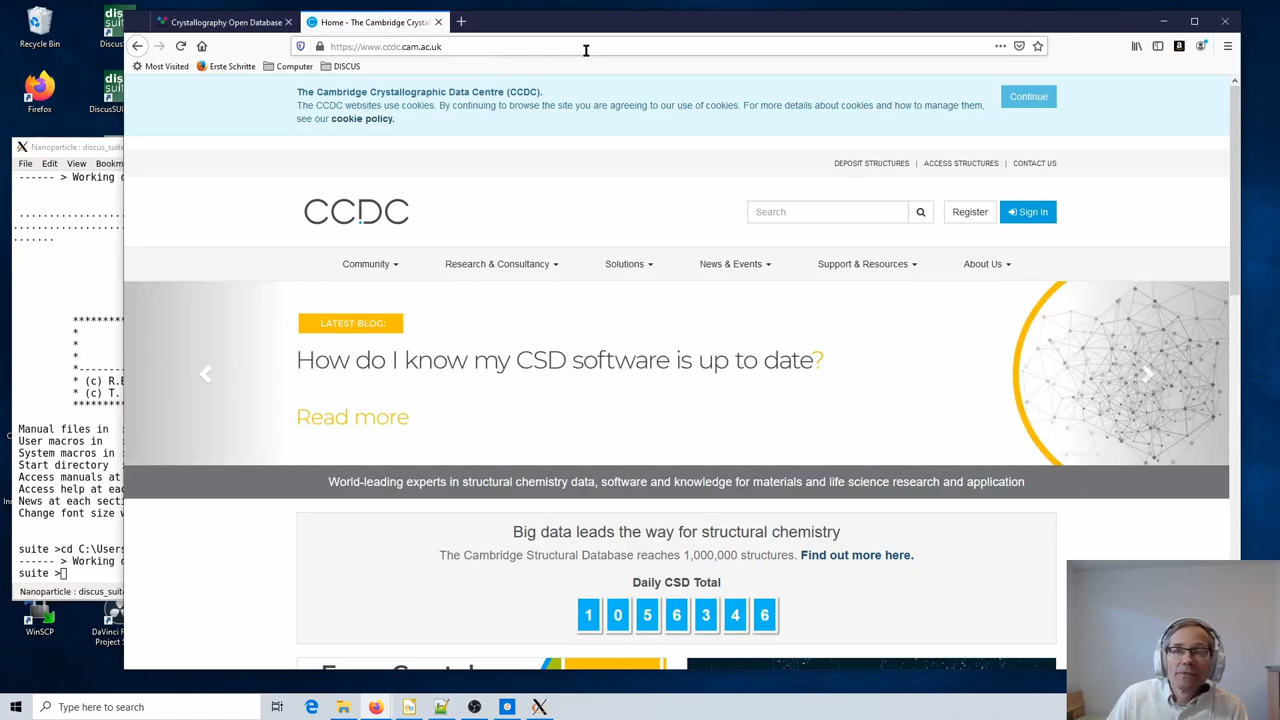 Recycle Bin
Firefox
Crystallography Open Database
Home - The Cambridge Crystal
https://www.ccdc.cam.ac.uk
Most Visited
Erste Schritte
Computer
DISCUS
The Cambridge Crystallographic Data Centre (CCDC).
The CCDC websites use cookies. By continuing to browse the site you are agreeing to our use of cookies. For more details about cookies and how to manage them,
see our cookie policy.
Continue
DEPOSIT STRUCTURES | ACCESS STRUCTURES | CONTACT US
CCDC
Search
Register
Sign In
Community
Research & Consultancy
Solutions
News & Events
Support & Resources
About Us
LATEST BLOG:
How do I know my CSD software is up to date?
Read more
World-leading experts in structural chemistry data, software and knowledge for materials and life science research and application
Big data leads the way for structural chemistry
The Cambridge Structural Database reaches 1,000,000 structures. Find out more here.
Daily CSD Total
1 0 5 6 3 4 6
Nanoparticle : discus_suite
File Edit View Bookm
------ > Working d
* (c) R.B
* (c) T.
Manual files in :
User macros in :
System macros in :
Start directory
Access manuals at
Access help at eac
News at each secti
Change font size w
suite >cd C:\Users
------ > Working d
suite >
Nanoparticle : discus_suite
WinSCP
DaVinci R
Project S
Type here to search